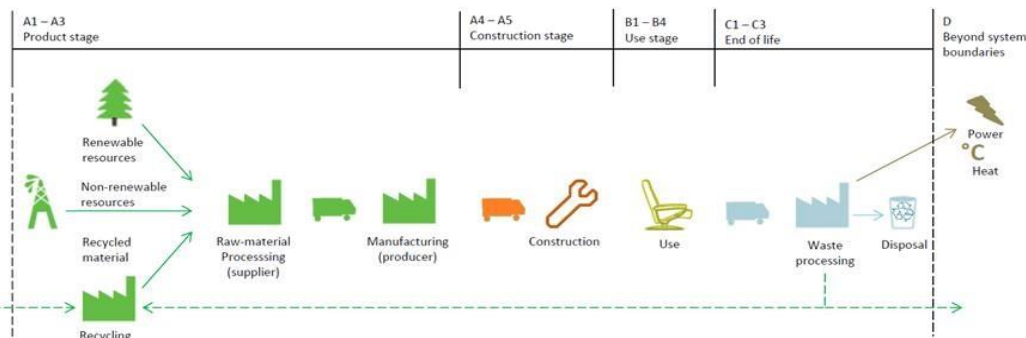 A1 – A3
Product stage
A4 – A5
Construction stage
B1 – B4
Use stage
C1 – C3
End of life
D
Beyond system
boundaries
Renewable
resources
Non-renewable
resources
Recycled
material
Raw-material
Processsing
(supplier)
Manufacturing
(producer)
Construction
Use
Waste
processing
Disposal
Power
°C
Heat
Recycling